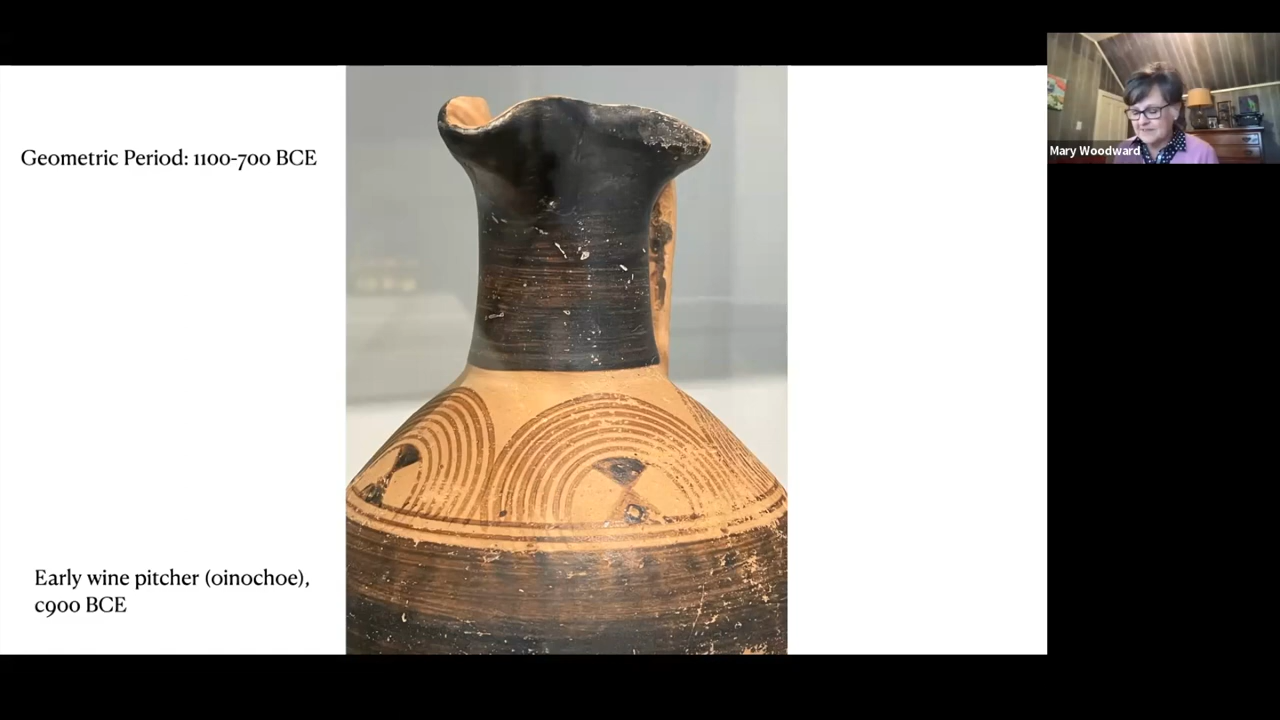 Geometric Period: 1100-700 BCE
Mary Woodward
Early wine pitcher (oinochoe),
c900 BCE